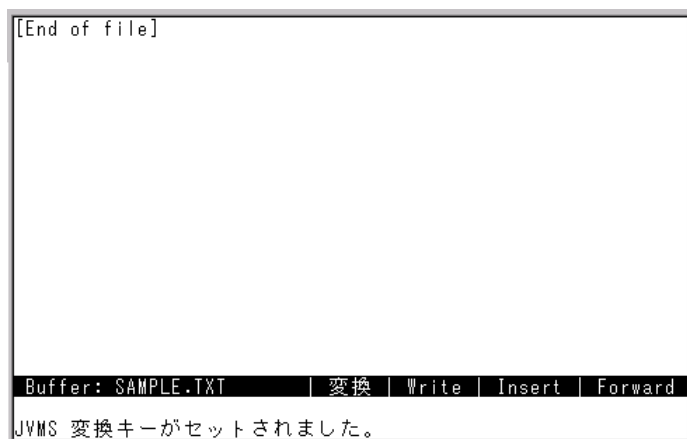 [End of file]
Buffer: SAMPLE.TXT | 変換 | Write | Insert | Forward
JVMS 変換キーがセットされました。